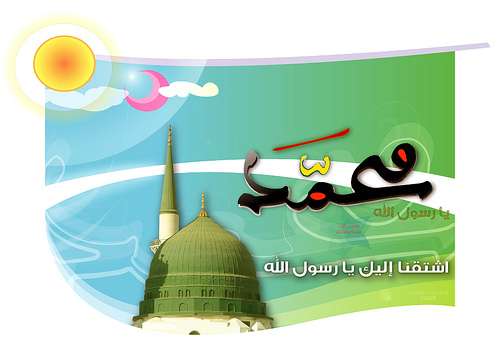 محمد
يا رسول الله
اشتقنا إليك يا رسول الله